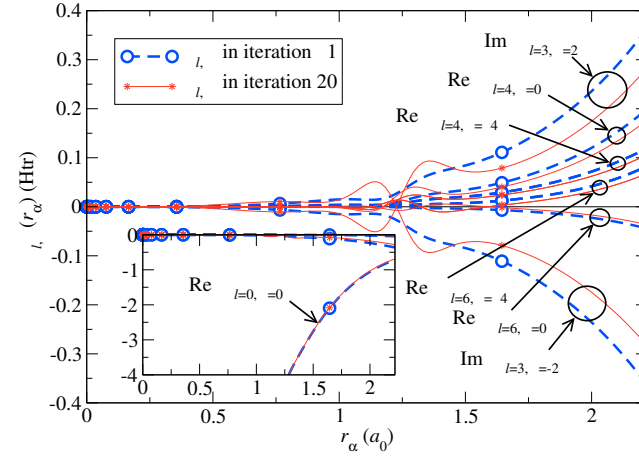 0.4
0.3
0.2
0.1
0
-0.1
-0.2
-0.3
-0.4
l, (rα) (Htr)
l, in iteration 1
l, in iteration 20
Im l=3, =2
Re l=4, =0
Re l=4, = 4
Re l=6, = 4
Re l=6, =0
Im l=3, =-2
0
-1
-2
-3
-4
Re l=0, =0
0 0.5 1 1.5 2
0 0.5 1 1.5 2
rα (a0)